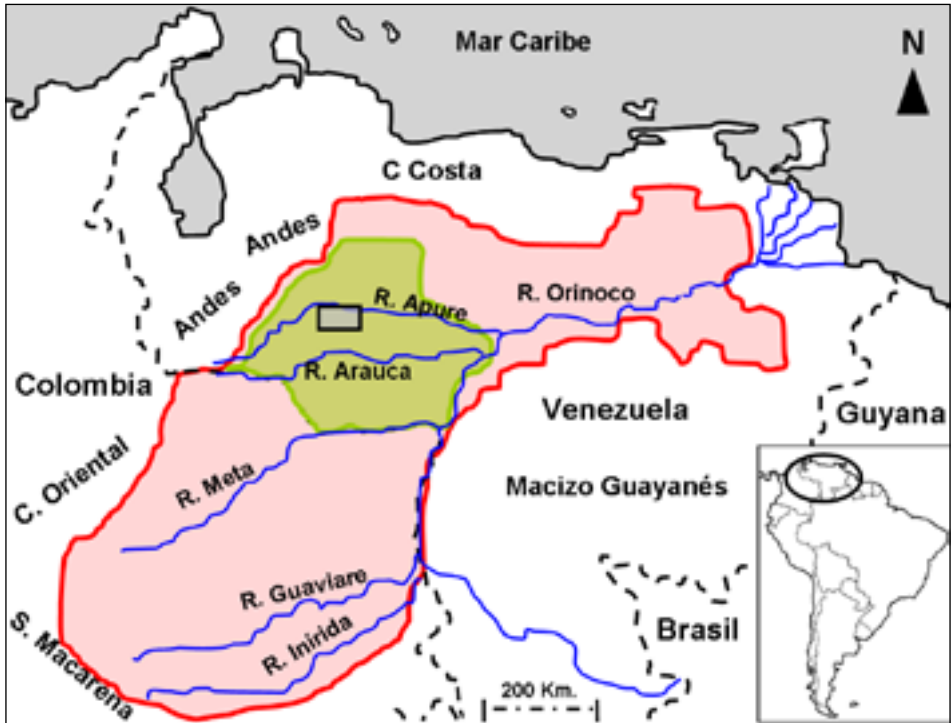 Mar Caribe
N
C Costa
Andes
Andes
R. Apure
R. Orinoco
R. Arauca
Colombia
Venezuela
Guyana
C. Oriental
R. Meta
Macizo Guayanés
R. Guaviare
R. Inirida
Brasil
S. Macarena
200 Km.